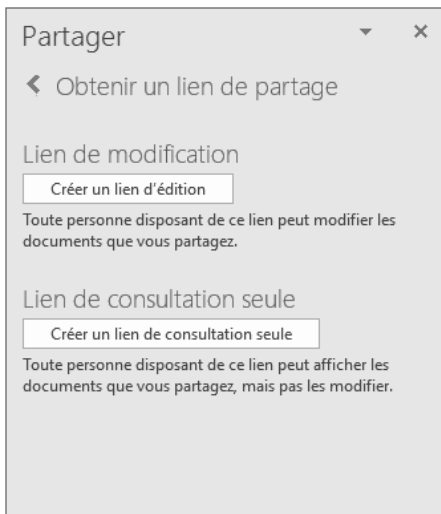 Partager
Obtenir un lien de partage
Lien de modification
Créer un lien d'édition
Toute personne disposant de ce lien peut modifier les
documents que vous partagez.
Lien de consultation seule
Créer un lien de consultation seule
Toute personne disposant de ce lien peut afficher les
documents que vous partagez, mais pas les modifier.